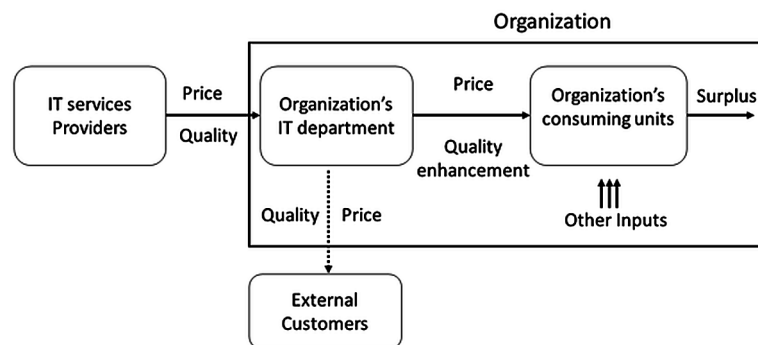 Organization
IT services
Providers
Price
Quality
Organization's
IT department
Price
Quality
enhancement
Organization's
consuming units
Surplus
Other Inputs
Quality
Price
External
Customers